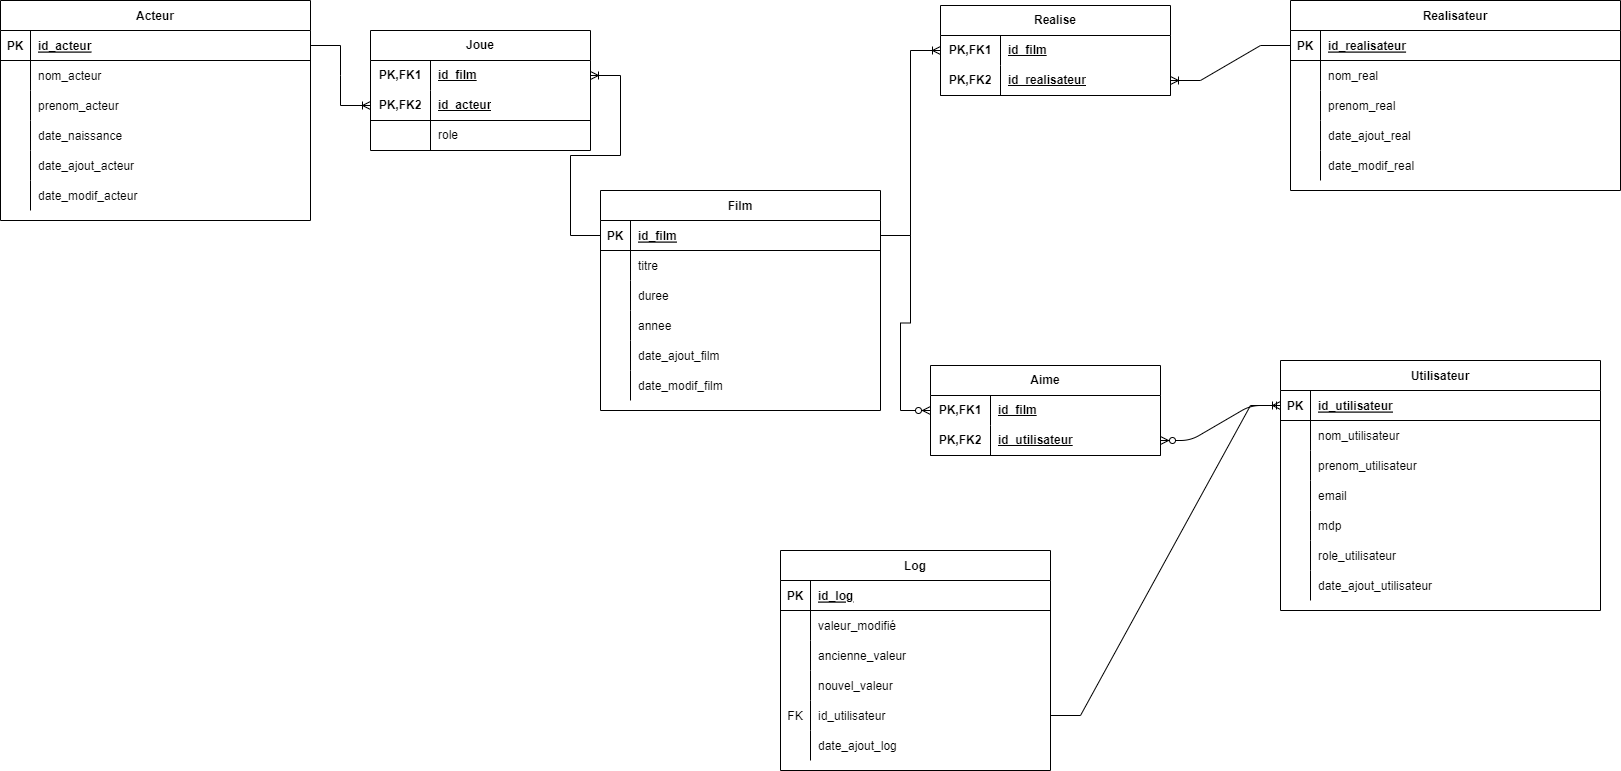 Acteur
PK id_acteur
nom_acteur
prenom_acteur
date_naissance
date_ajout_acteur
date_modif_acteur
Joue
PK,FK1 id_film
PK,FK2 id_acteur
role
Film
PK id_film
titre
duree
annee
date_ajout_film
date_modif_film
Realise
PK,FK1 id_film
PK,FK2 id_realisateur
Realisateur
PK id_realisateur
nom_real
prenom_real
date_ajout_real
date_modif_real
Aime
PK,FK1 id_film
PK,FK2 id_utilisateur
Utilisateur
PK id_utilisateur
nom_utilisateur
prenom_utilisateur
email
mdp
role_utilisateur
date_ajout_utilisateur
Log
PK id_log
valeur_modifié
ancienne_valeur
nouvel_valeur
FK id_utilisateur
date_ajout_log